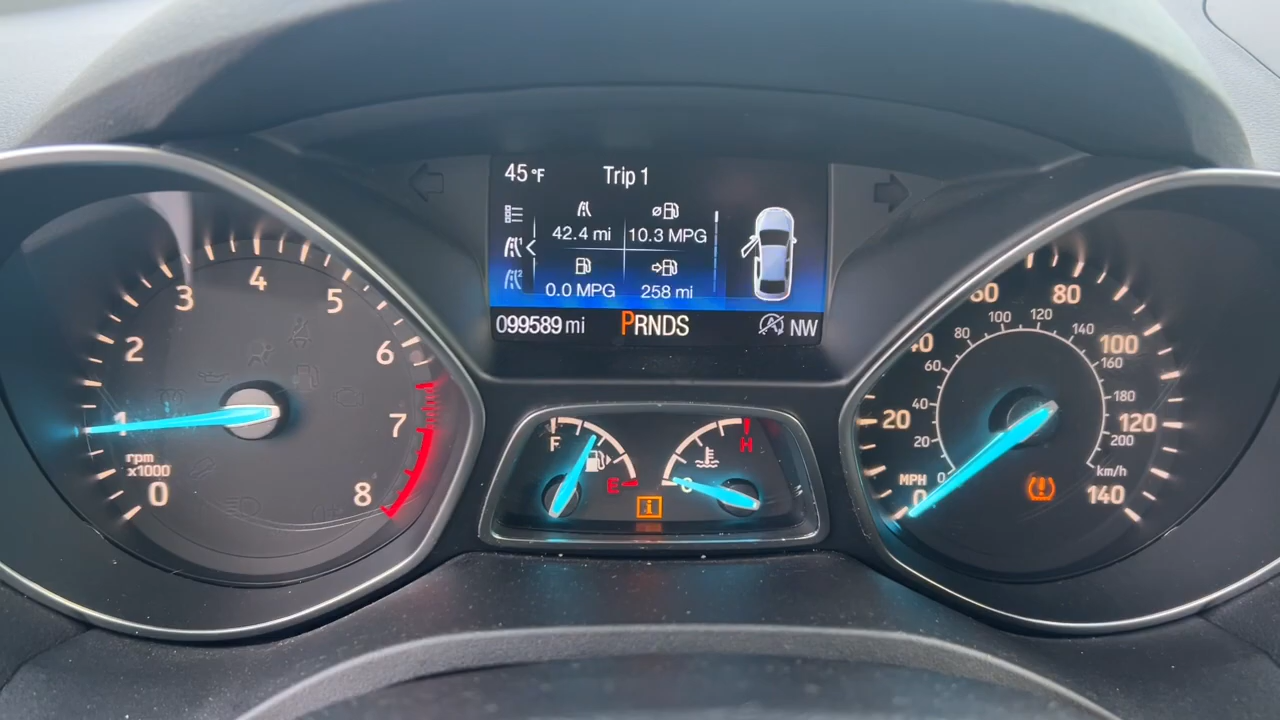 45°F Trip 1
42.4 mi 10.3 MPG
0.0 MPG 258 mi
099589 mi PRNDS NW
0 1 2 3 4 5 6 7 8
rpm
x1000
F E
C H
i
0 20 40 60 80 100 120 140
MPH
0 20 40 60 80 100 120 140 160 180 200
km/h